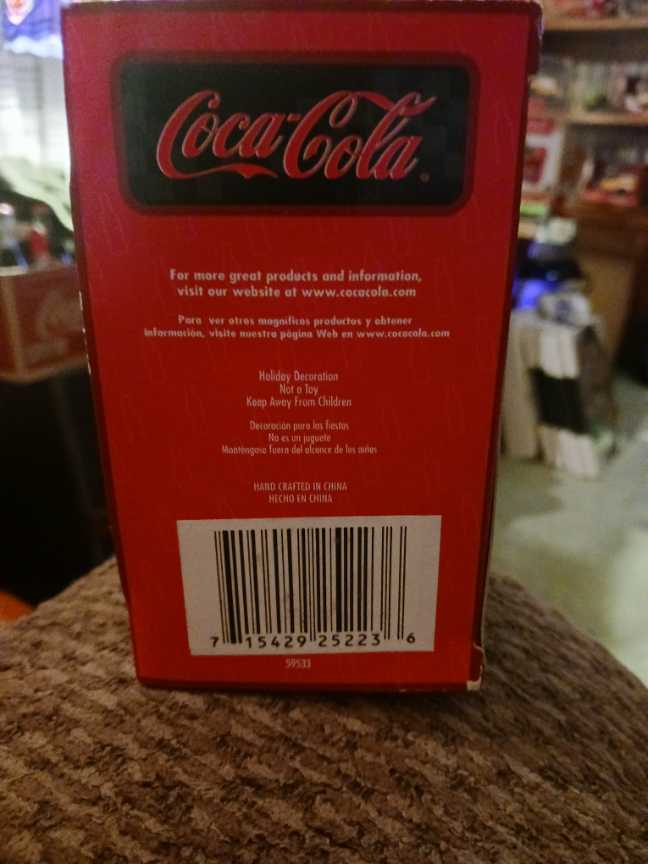 Coca-Cola
For more great products and information,
visit our website at www.cocacola.com
Para ver otros magníficos productos y obtener
información, visite nuestra página Web en www.cocacola.com
Holiday Decoration
Not a Toy
Keep Away From Children
Decoración para las fiestas
No es un juguete
Manténgase fuera del alcance de los niños
HAND CRAFTED IN CHINA
HECHO EN CHINA
7 15429 25223 6
59533